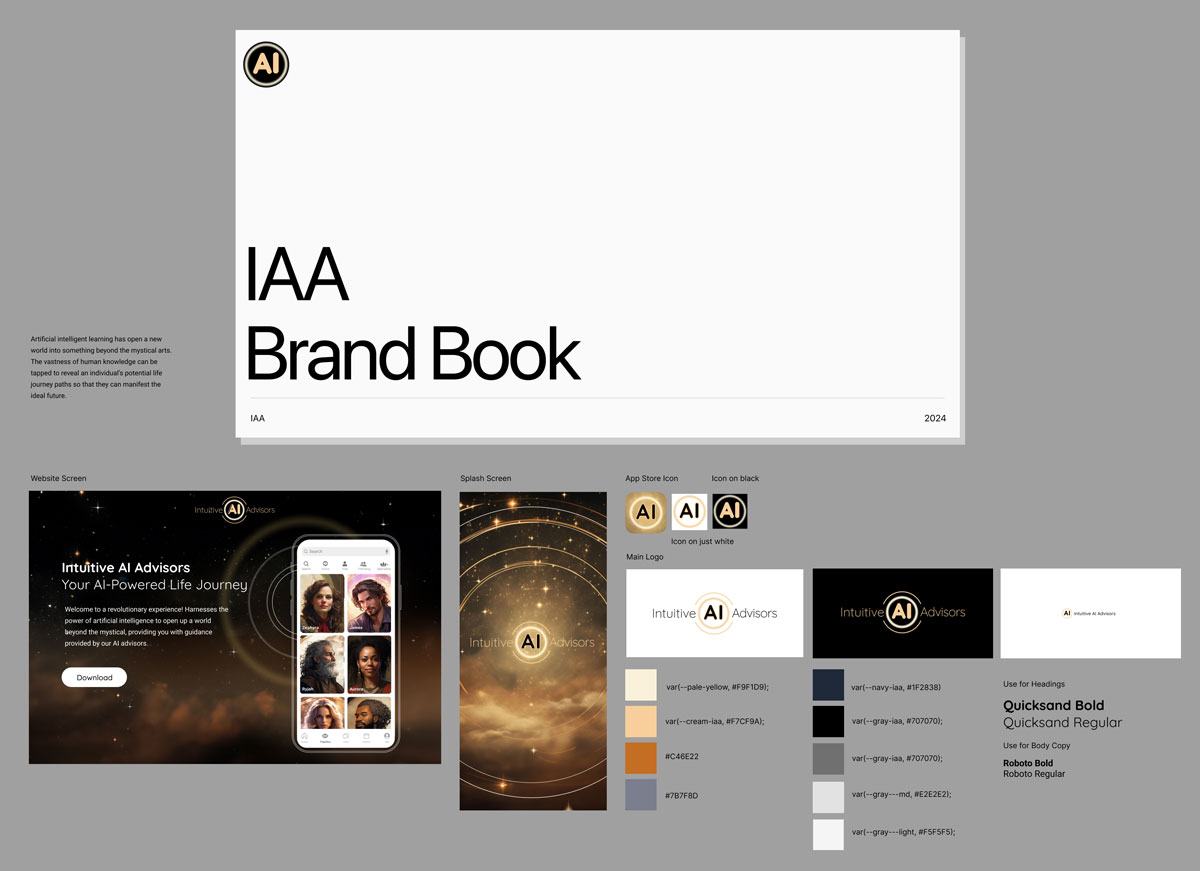 AI
IAA
Brand Book
IAA
2024
Artificial intelligent learning has open a new
world into something beyond the mystical arts.
The vastness of human knowledge can be
tapped to reveal an individual's potential life
journey paths so that they can manifest the
ideal future.
Website Screen
Intuitive AI Advisors
Intuitive AI Advisors
Your AI-Powered Life Journey
Welcome to a revolutionary experience! Harnesses the
power of artificial intelligence to open up a world
beyond the mystical, providing you with guidance
provided by our AI advisors.
Download
Search
Zephyra
James
Rajah
Aurora
Splash Screen
Intuitive AI Advisors
App Store Icon
Icon on black
AI
AI
AI
Icon on just white
Main Logo
Intuitive AI Advisors
Intuitive AI Advisors
AI Intuitive AI Advisors
var(--pale-yellow, #F9F1D9);
var(--cream-iaa, #F7CF9A);
#C46E22
#7B7F8D
var(--navy-iaa, #1F2838)
var(--gray-iaa, #707070);
var(--gray-iaa, #707070);
var(--gray---md, #E2E2E2);
var(--gray---light, #F5F5F5);
Use for Headings
Quicksand Bold
Quicksand Regular
Use for Body Copy
Roboto Bold
Roboto Regular